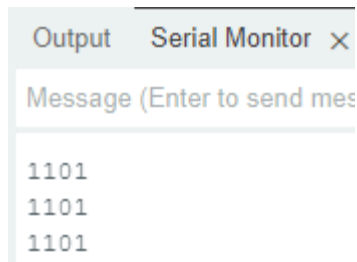 Output Serial Monitor ×
Message (Enter to send mes
1101
1101
1101